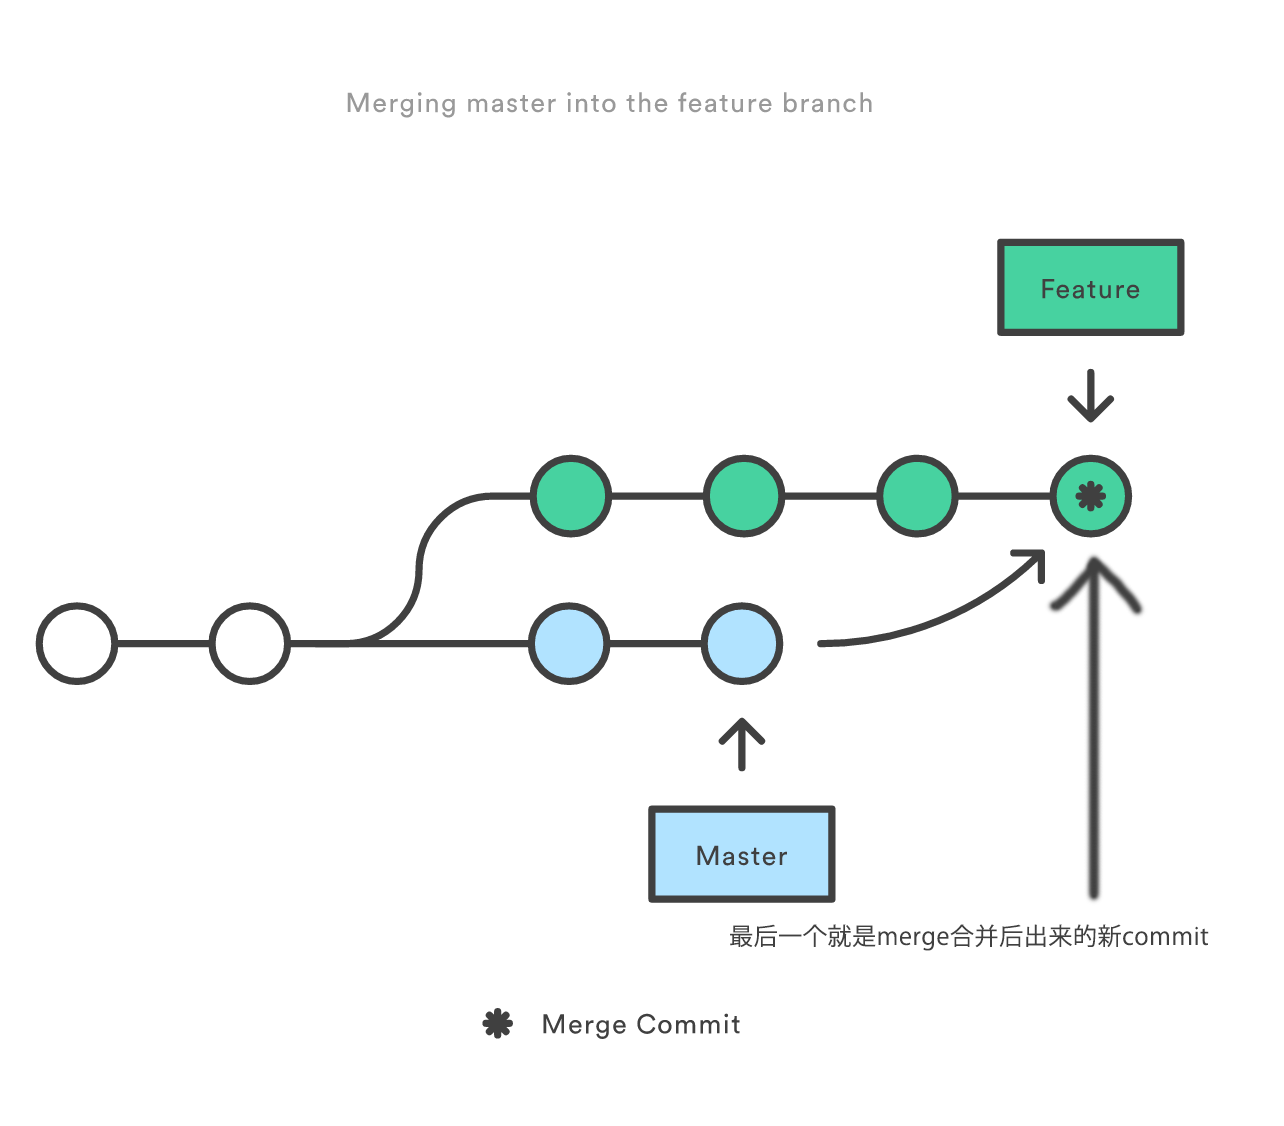 Merging master into the feature branch
Feature
Master
最后一个就是merge合并后出来的新commit
Merge Commit